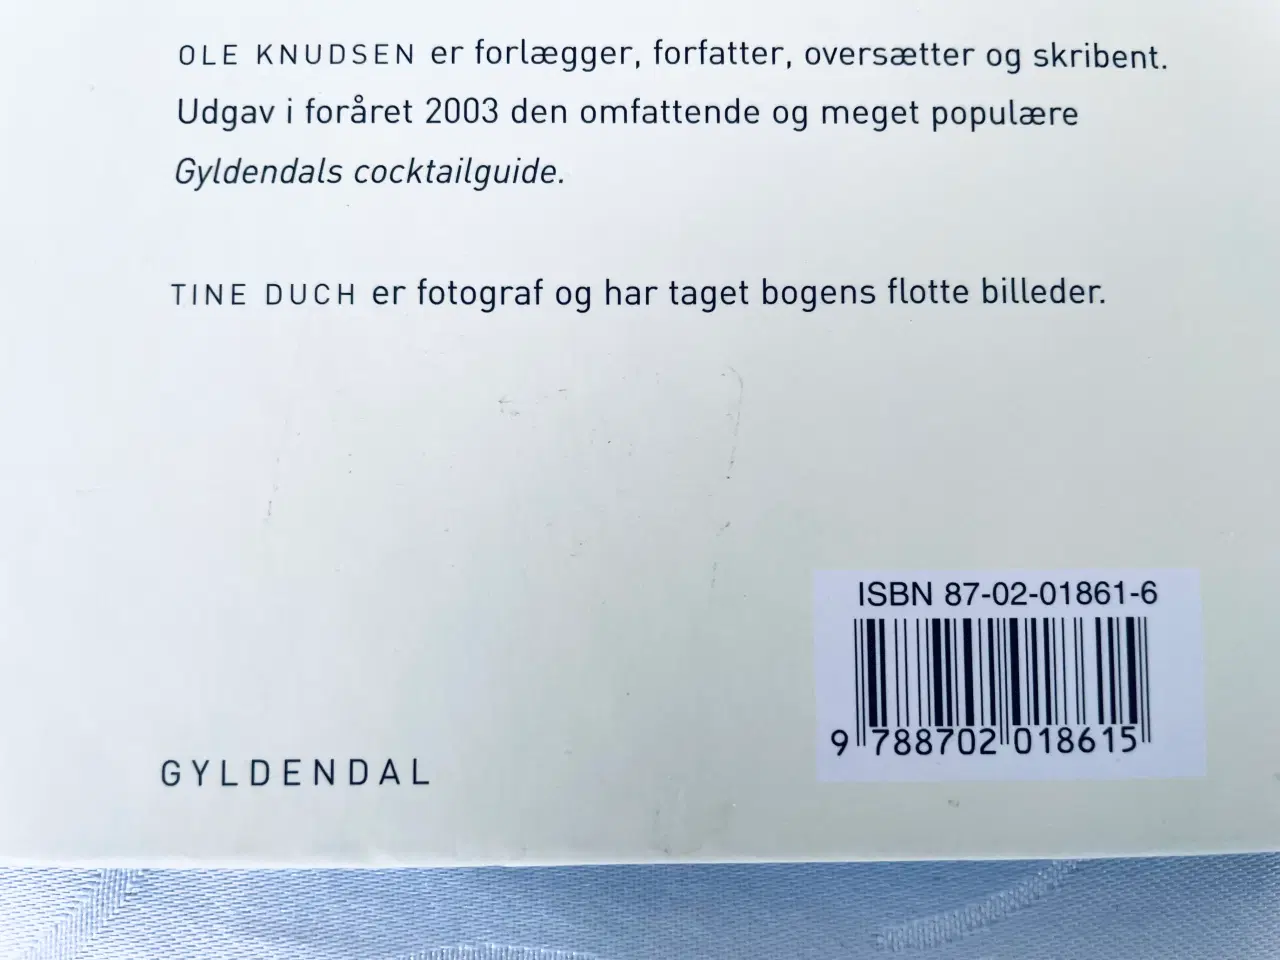 OLE KNUDSEN er forlægger, forfatter, oversætter og skribent.
Udgav i foråret 2003 den omfattende og meget populære
Gyldendals cocktailguide.
TINE DUCH er fotograf og har taget bogens flotte billeder.
ISBN 87-02-01861-6
9 788702 018615
GYLDENDAL